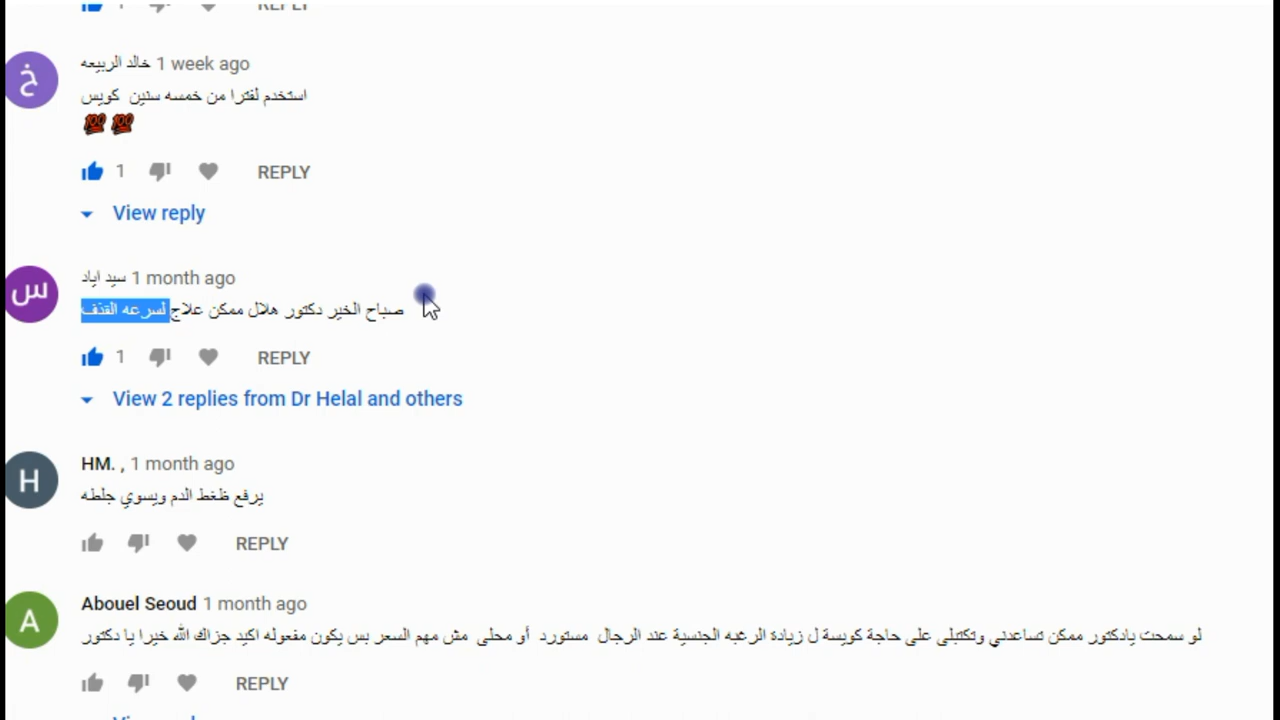 REPLY
خ
خالد الربيعه 1 week ago
استخدم لفترا من خمسه سنين كويس
💯 💯
1 REPLY
View reply
س
سيد اياد 1 month ago
صباح الخير دكتور هلال ممكن علاج لسرعه القذف
1 REPLY
View 2 replies from Dr Helal and others
H
HM. , 1 month ago
يرفع ظغط الدم ويسوي جلطه
REPLY
A
Abouel Seoud 1 month ago
لو سمحت يادكتور ممكن تساعدني وتكتبلى على حاجة كويسة ل زيادة الرغبه الجنسية عند الرجال مستورد أو محلى مش مهم السعر بس يكون مفعوله اكيد جزاك الله خيرا يا دكتور
REPLY